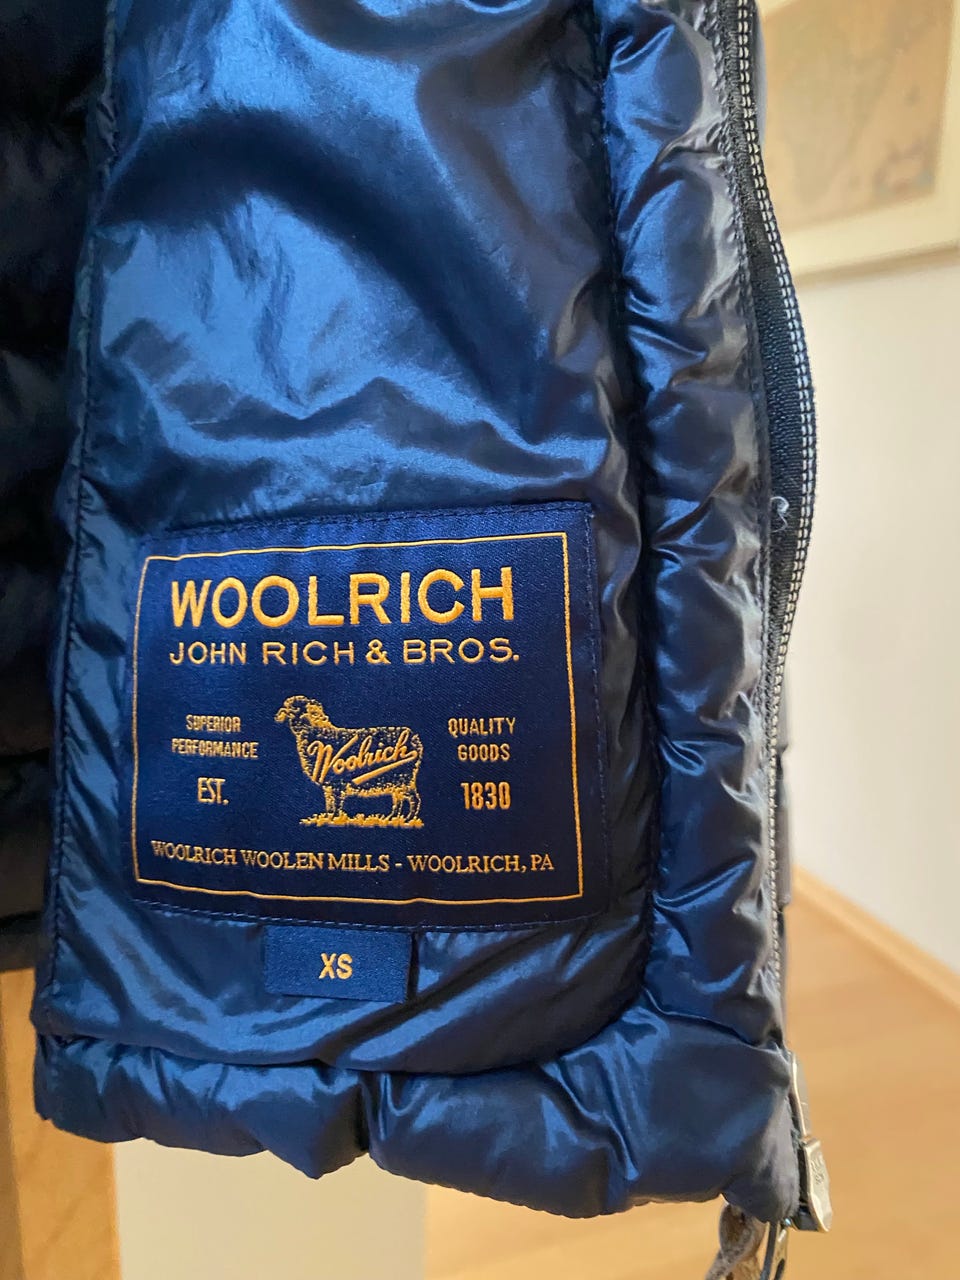 WOOLRICH
JOHN RICH & BROS.
SUPERIOR
PERFORMANCE
EST.
Woolrich
QUALITY
GOODS
1830
WOOLRICH WOOLEN MILLS - WOOLRICH, PA
XS